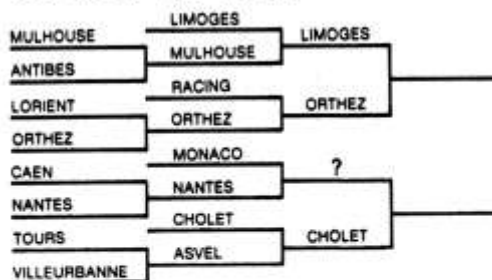 LIMOGES
MULHOUSE
LIMOGES
MULHOUSE
ANTIBES
RACING
LORIENT
ORTHEZ
ORTHEZ
ORTHEZ
MONACO
?
CAEN
NANTES
NANTES
CHOLET
TOURS
CHOLET
ASVEL
VILLEURBANNE